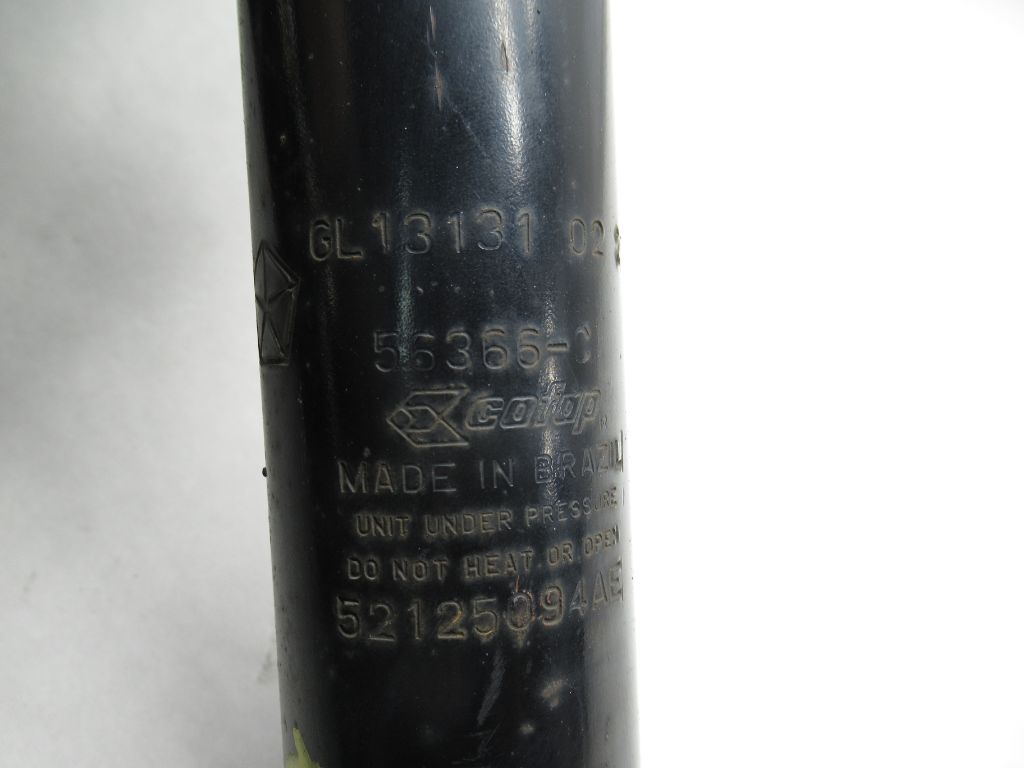 GL13131 02
56366-C
cofap®
MADE IN BRAZIL
UNIT UNDER PRESSURE
DO NOT HEAT OR OPEN
52125094AE